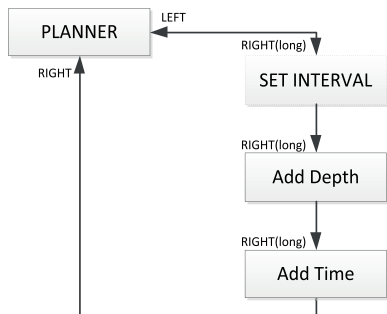 PLANNER
LEFT
RIGHT(long)
RIGHT
SET INTERVAL
RIGHT(long)
Add Depth
RIGHT(long)
Add Time